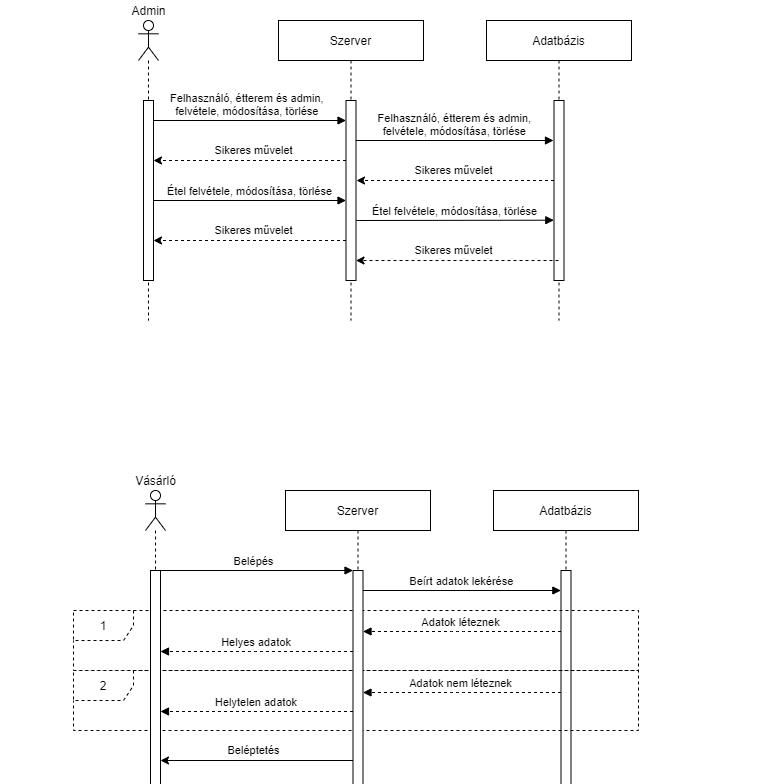 Admin
Szerver
Adatbázis
Felhasználó, étterem és admin,
felvétele, módosítása, törlése
Felhasználó, étterem és admin,
felvétele, módosítása, törlése
Sikeres művelet
Sikeres művelet
Étel felvétele, módosítása, törlése
Étel felvétele, módosítása, törlése
Sikeres művelet
Sikeres művelet
Vásárló
Szerver
Adatbázis
Belépés
Beírt adatok lekérése
1
Adatok léteznek
Helyes adatok
2
Adatok nem léteznek
Helytelen adatok
Beléptetés